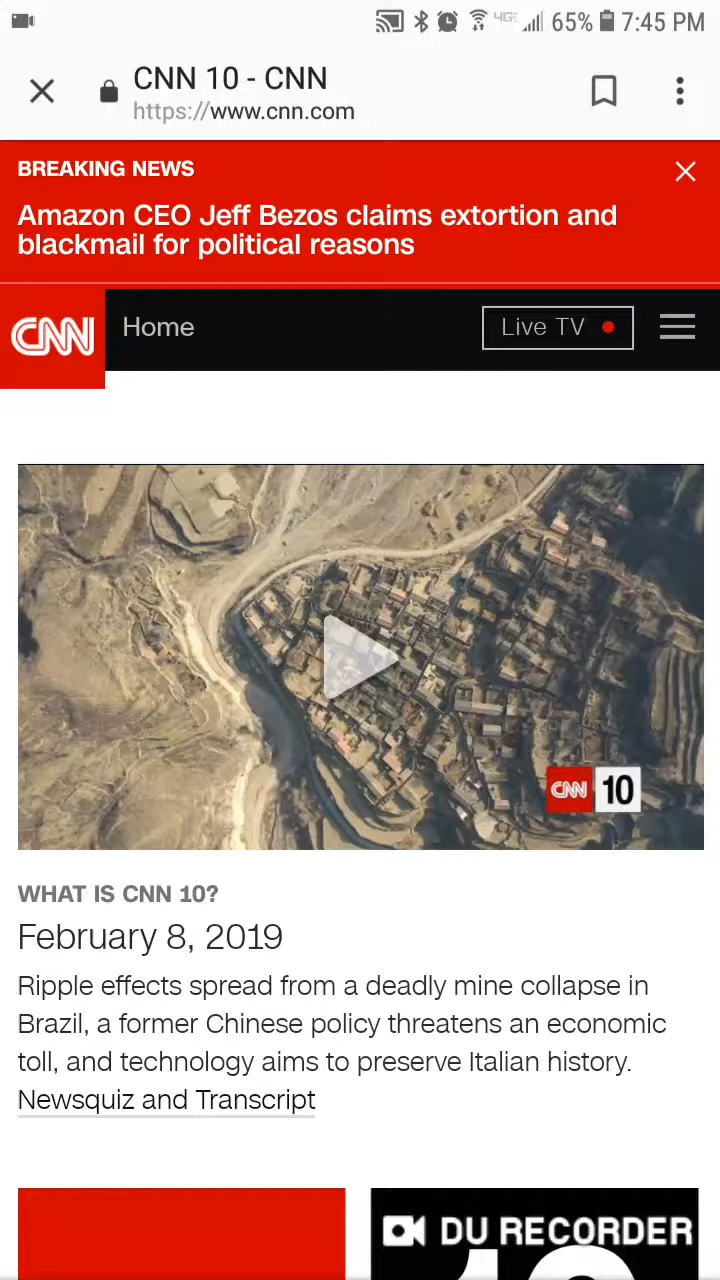 4G 65% 7:45 PM
CNN 10 - CNN
https://www.cnn.com
BREAKING NEWS
Amazon CEO Jeff Bezos claims extortion and
blackmail for political reasons
CNN Home Live TV
CNN 10
WHAT IS CNN 10?
February 8, 2019
Ripple effects spread from a deadly mine collapse in
Brazil, a former Chinese policy threatens an economic
toll, and technology aims to preserve Italian history.
Newsquiz and Transcript
DU RECORDER